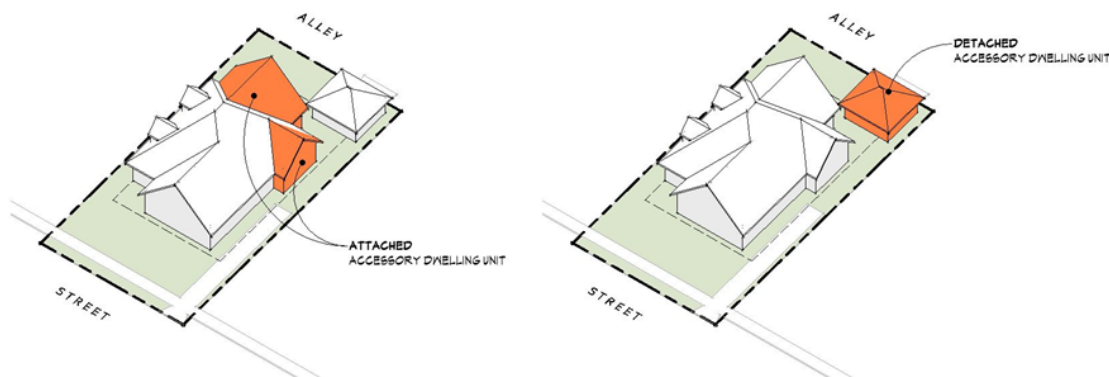 ALLEY
ATTACHED
ACCESSORY DWELLING UNIT
STREET
ALLEY
DETACHED
ACCESSORY DWELLING UNIT
STREET